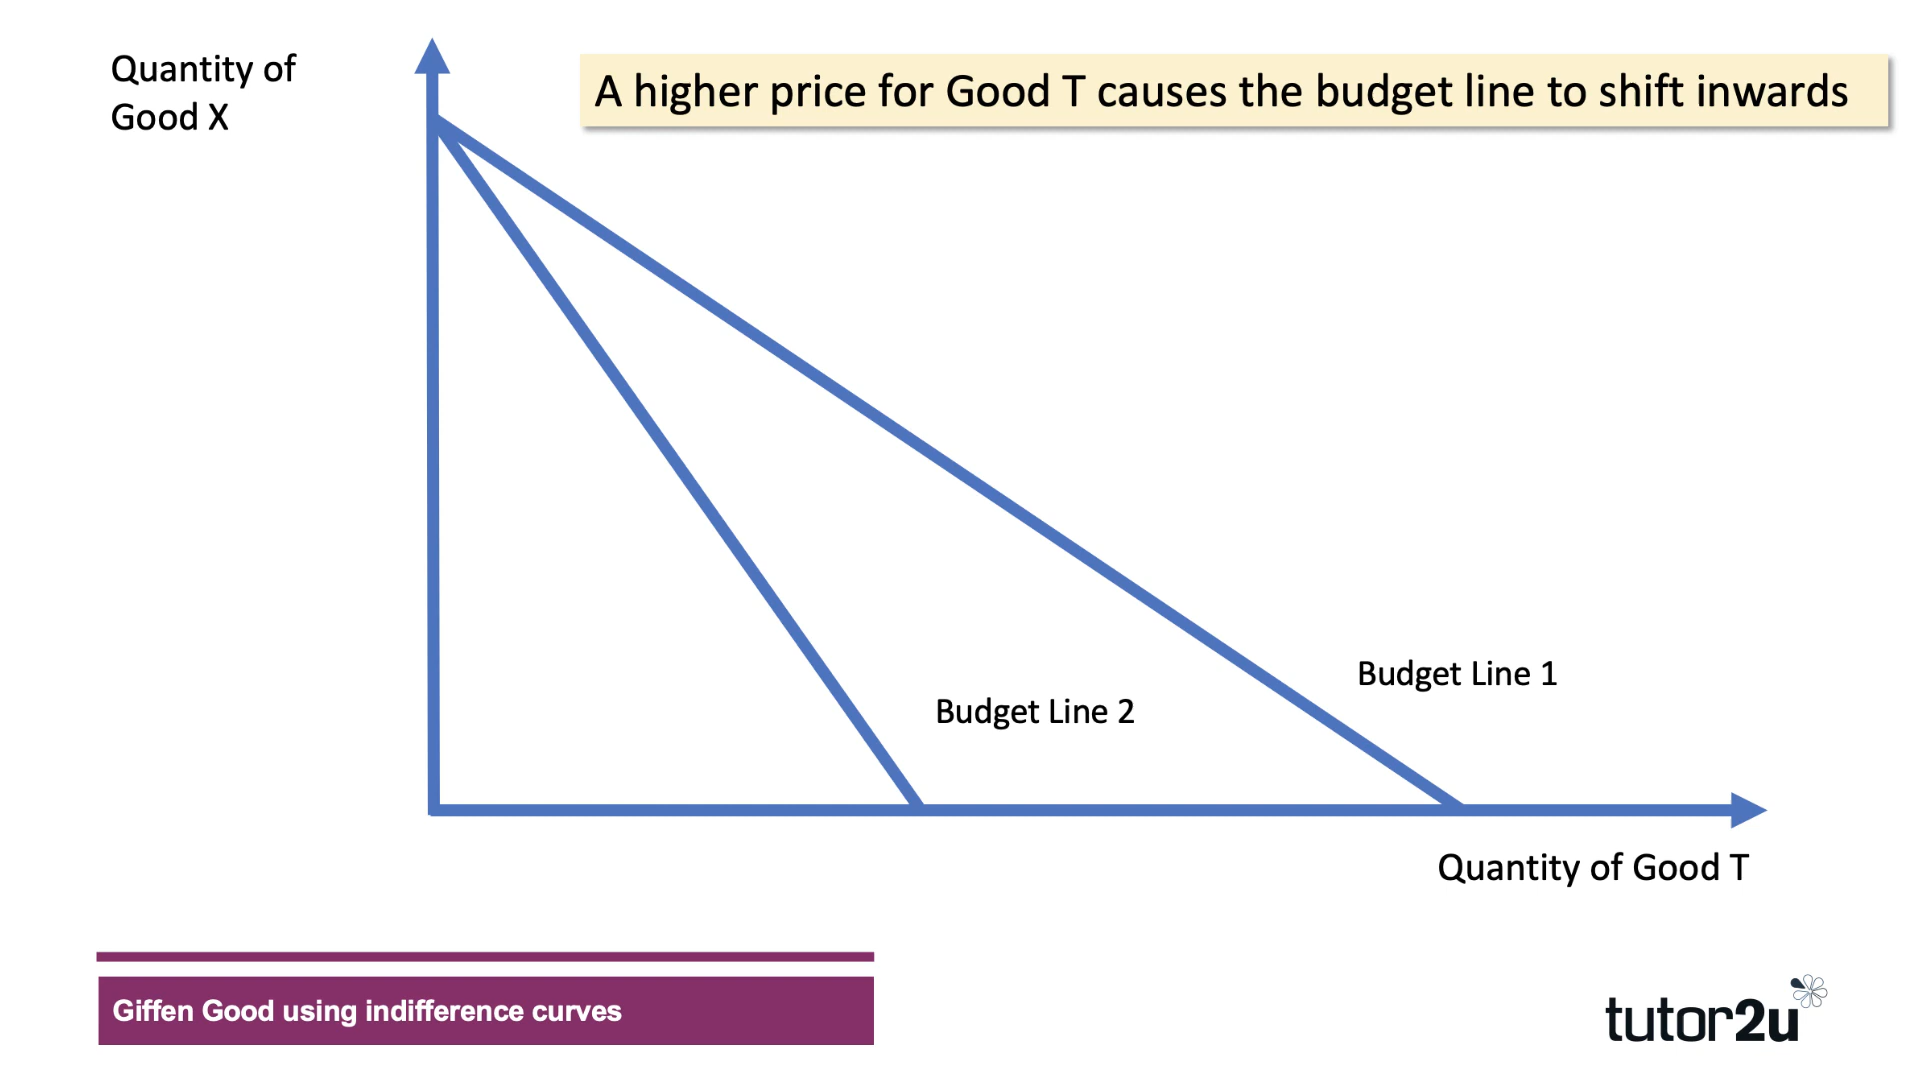 Quantity of
Good X
A higher price for Good T causes the budget line to shift inwards
Budget Line 1
Budget Line 2
Quantity of Good T
Giffen Good using indifference curves
tutor2u